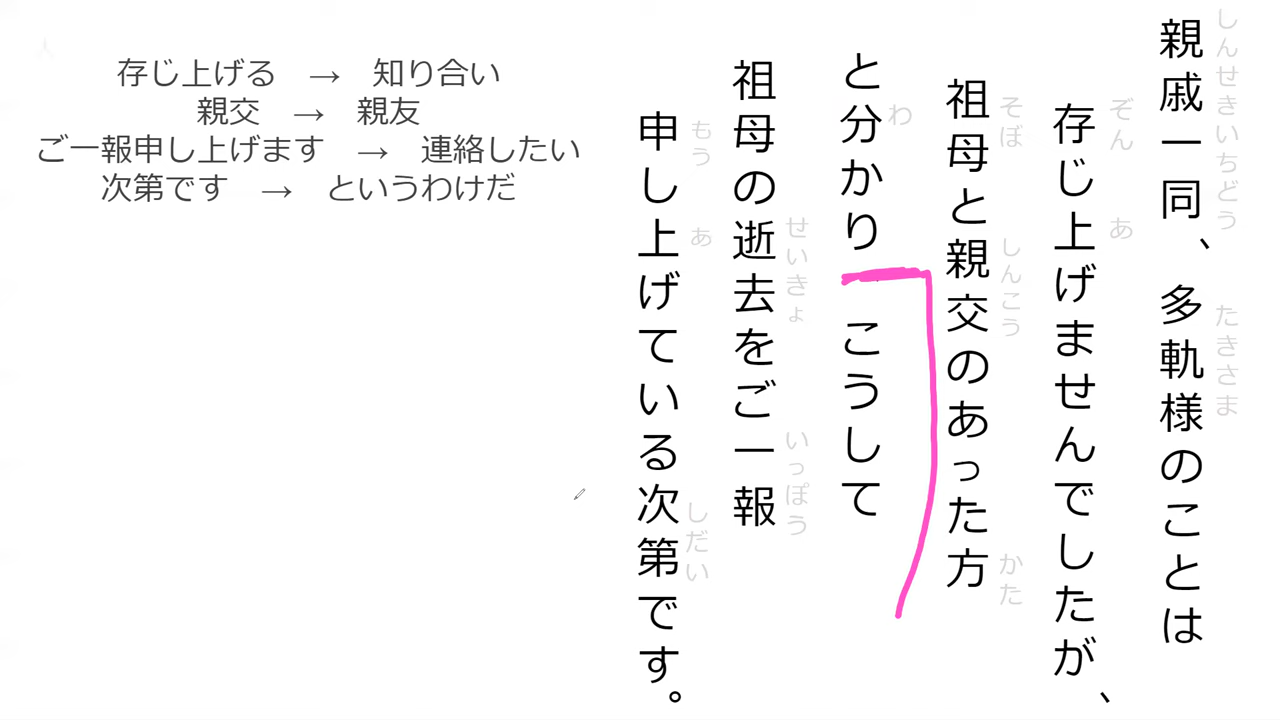 存じ上げる → 知り合い
親交 → 親友
ご一報申し上げます → 連絡したい
次第です → というわけだ
しんせきいちどう たきさま
親戚一同、多軌様のことは
ぞん あ
存じ上げませんでしたが、
そぼ しんこう かた
祖母と親交のあった方
わ
と分かり こうして
せいきょ いっぽう
祖母の逝去をご一報
もう あ しだい
申し上げている次第です。